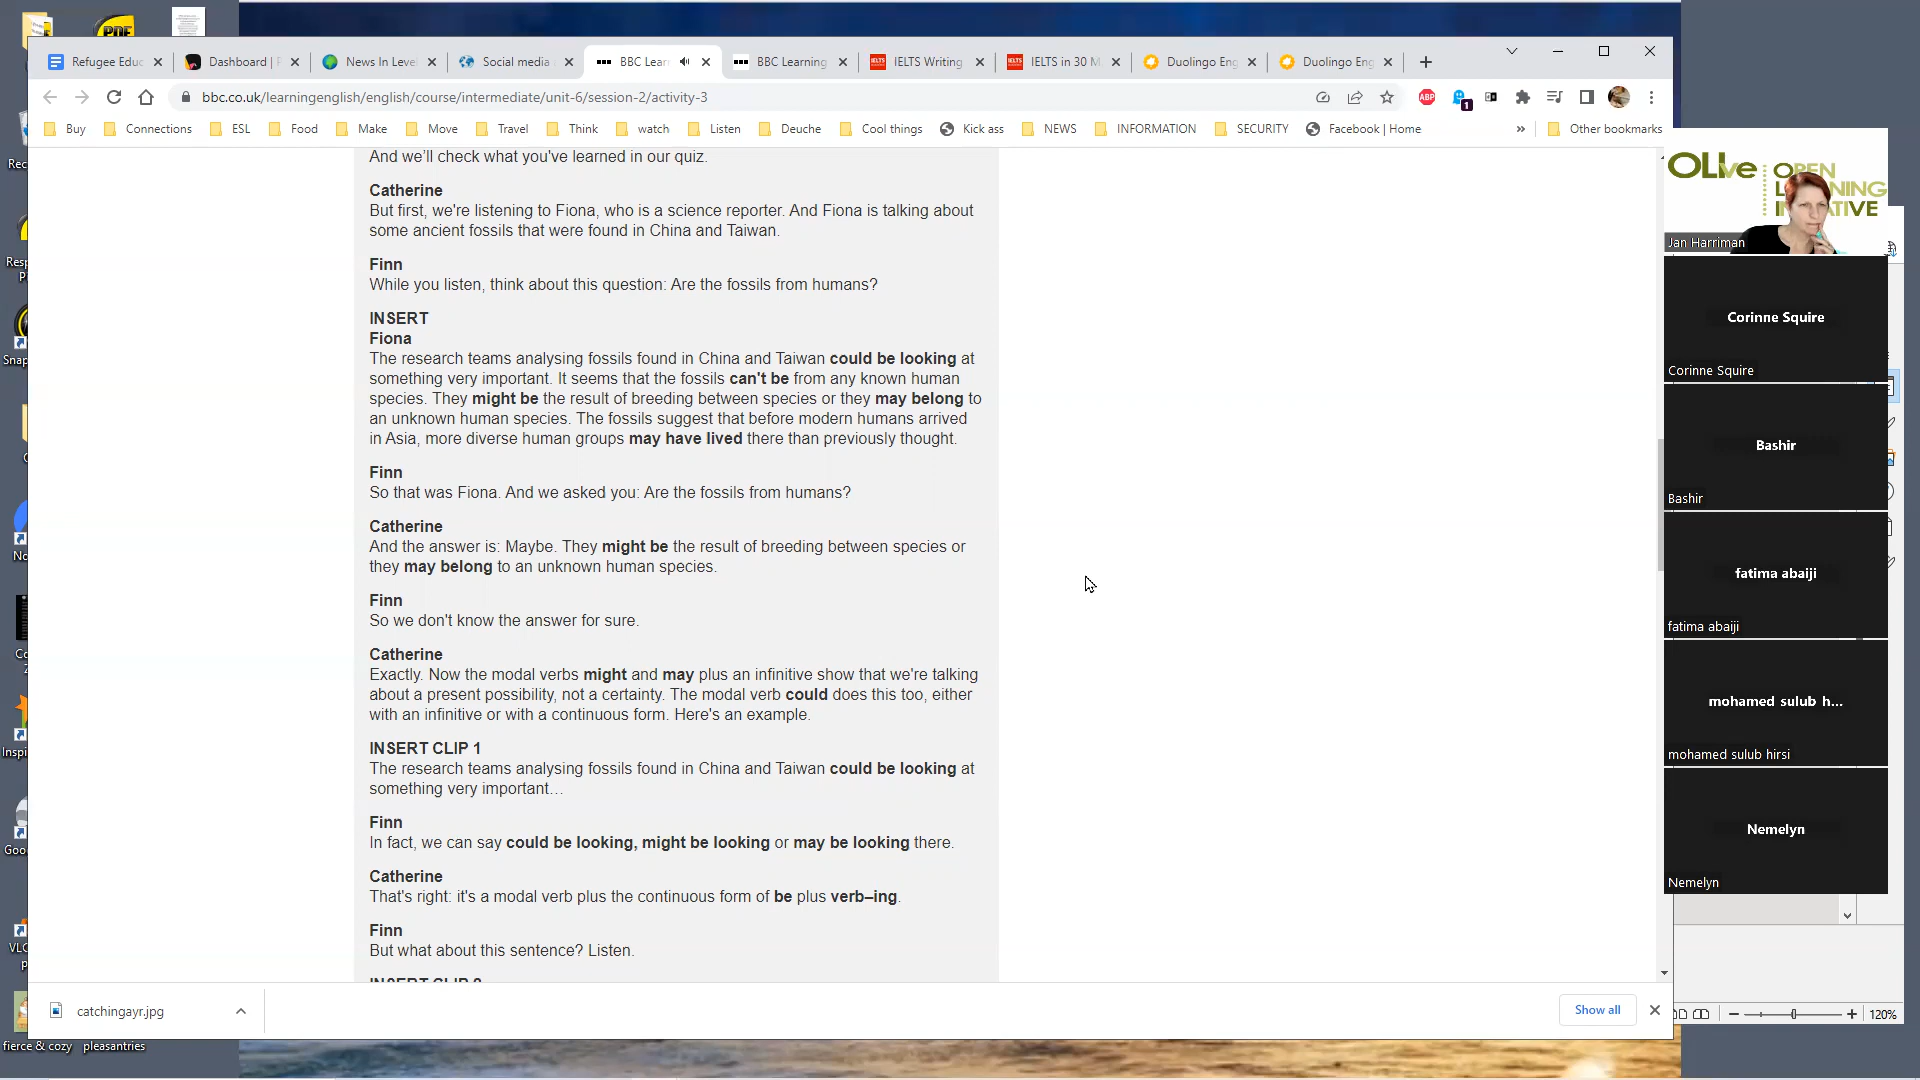 PDF
Refugee Educ
Dashboard |
News In Leve
Social media
BBC Lear
BBC Learning
IELTS Writing
IELTS in 30 M
Duolingo Eng
Duolingo Eng
bbc.co.uk/learningenglish/english/course/intermediate/unit-6/session-2/activity-3
ABP
1
Buy
Connections
ESL
Food
Make
Move
Travel
Think
watch
Listen
Deuche
Cool things
Kick ass
NEWS
INFORMATION
SECURITY
Facebook | Home
»
Other bookmarks
And we'll check what you've learned in our quiz.
Catherine
But first, we're listening to Fiona, who is a science reporter. And Fiona is talking about
some ancient fossils that were found in China and Taiwan.
Finn
While you listen, think about this question: Are the fossils from humans?
INSERT
Fiona
The research teams analysing fossils found in China and Taiwan could be looking at
something very important. It seems that the fossils can't be from any known human
species. They might be the result of breeding between species or they may belong to
an unknown human species. The fossils suggest that before modern humans arrived
in Asia, more diverse human groups may have lived there than previously thought.
Finn
So that was Fiona. And we asked you: Are the fossils from humans?
Catherine
And the answer is: Maybe. They might be the result of breeding between species or
they may belong to an unknown human species.
Finn
So we don't know the answer for sure.
Catherine
Exactly. Now the modal verbs might and may plus an infinitive show that we're talking
about a present possibility, not a certainty. The modal verb could does this too, either
with an infinitive or with a continuous form. Here's an example.
INSERT CLIP 1
The research teams analysing fossils found in China and Taiwan could be looking at
something very important…
Finn
In fact, we can say could be looking, might be looking or may be looking there.
Catherine
That's right: it's a modal verb plus the continuous form of be plus verb–ing.
Finn
But what about this sentence? Listen.
INSERT CLIP 2
OLIve
OPEN
LEARNING
INITIATIVE
Jan Harriman
Corinne Squire
Corinne Squire
Bashir
Bashir
fatima abaiji
fatima abaiji
mohamed sulub h...
mohamed sulub hirsi
Nemelyn
Nemelyn
120%
catchingayr.jpg
Show all
Rec
Resp
P
Snap
C
No
Co
Z
Inspi
Goo
VLC
p
fierce & cozy
pleasantries